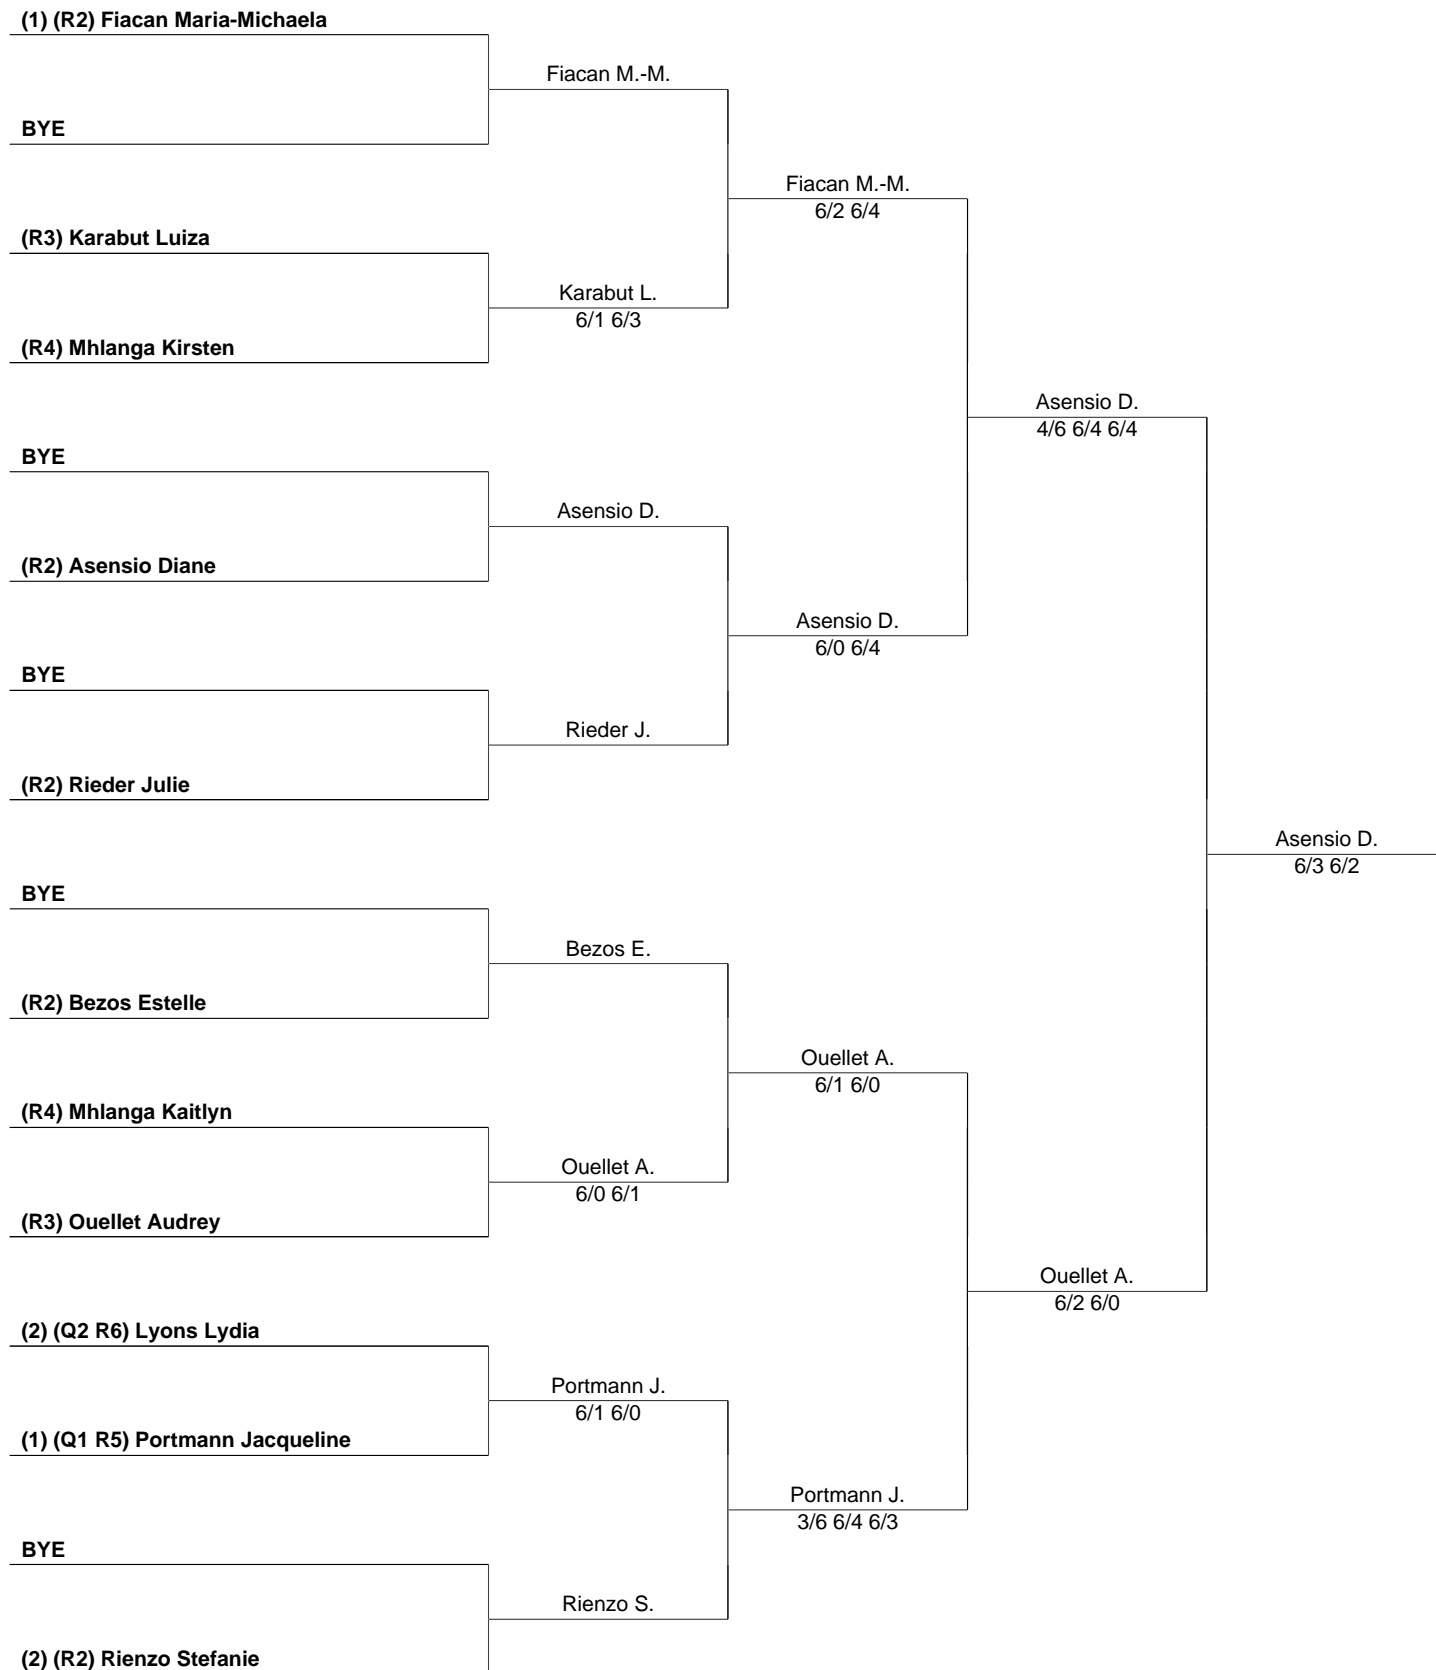 (1) (R2) Fiacan Maria-Michaela
Fiacan M.-M.
BYE
Fiacan M.-M.
6/2 6/4
(R3) Karabut Luiza
Karabut L.
6/1 6/3
(R4) Mhlanga Kirsten
Asensio D.
4/6 6/4 6/4
BYE
Asensio D.
(R2) Asensio Diane
Asensio D.
6/0 6/4
BYE
Rieder J.
(R2) Rieder Julie
Asensio D.
6/3 6/2
BYE
Bezos E.
(R2) Bezos Estelle
Ouellet A.
6/1 6/0
(R4) Mhlanga Kaitlyn
Ouellet A.
6/0 6/1
(R3) Ouellet Audrey
Ouellet A.
6/2 6/0
(2) (Q2 R6) Lyons Lydia
Portmann J.
6/1 6/0
(1) (Q1 R5) Portmann Jacqueline
Portmann J.
3/6 6/4 6/3
BYE
Rienzo S.
(2) (R2) Rienzo Stefanie